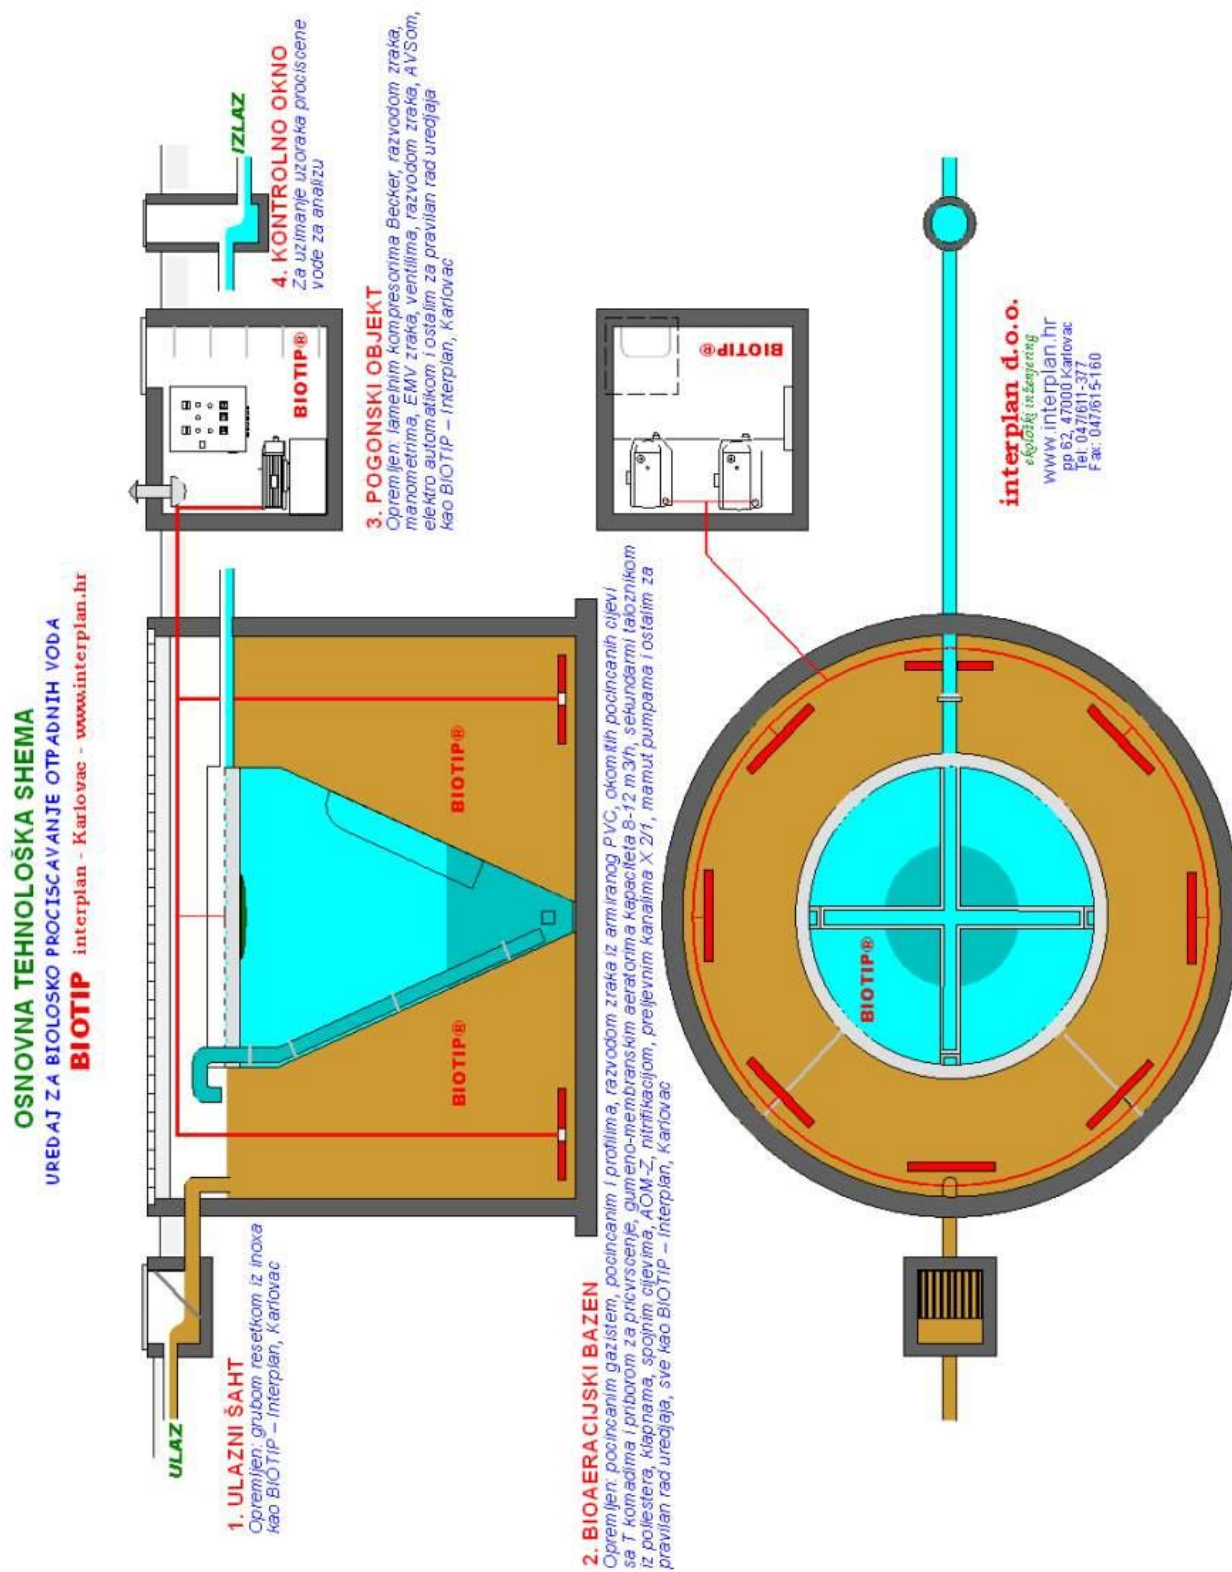 OSNOVNA TEHNOLOŠKA SHEMA
UREĐAJ ZA BIOLOSKO PROCISCAVANJE OTPADNIH VODA
BIOTIP interplan - Karlovac - www.interplan.hr
ULAZ
1. ULAZNI ŠAHT
Opremljen: grubom resetkom iz inoxa
kao BIOTIP – Interplan, Karlovac
BIOTIP®
BIOTIP®
BIOTIP®
IZLAZ
4. KONTROLNO OKNO
Za uzimanje uzoraka prociscene
vode za analizu
3. POGONSKI OBJEKT
Opremljen: lamelnim kompresorima Becker, razvodom zraka,
manometrima, EMV zraka, ventilima, razvodom zraka, AVSom,
elektro automatikom i ostalim za pravilan rad uredjaja
kao BIOTIP – Interplan, Karlovac
2. BIOAERACIJSKI BAZEN
Opremljen: pocincanim gazistem, pocincanim i profilima, razvodom zraka iz armiranog PVC, okomitih pocincanih cijevi
sa T komadima i priborom za pricvrscenje, gumeno-membranskim aeratorima kapaciteta 8-12 m3/h, sekundarni taloznikom
iz poliestera, klapnama, spojnim cijevima, AOM-Z, nitrifikacijom, preljevnim kanalima X 2/1, mamut pumpama i ostalim za
pravilan rad uredjaja, sve kao BIOTIP – Interplan, Karlovac
BIOTIP®
BIOTIP®
interplan d.o.o.
ekološki inženjering
www.interplan.hr
pp 62, 47000 Karlovac
Tel: 047/611-377
Fax: 047/615-160